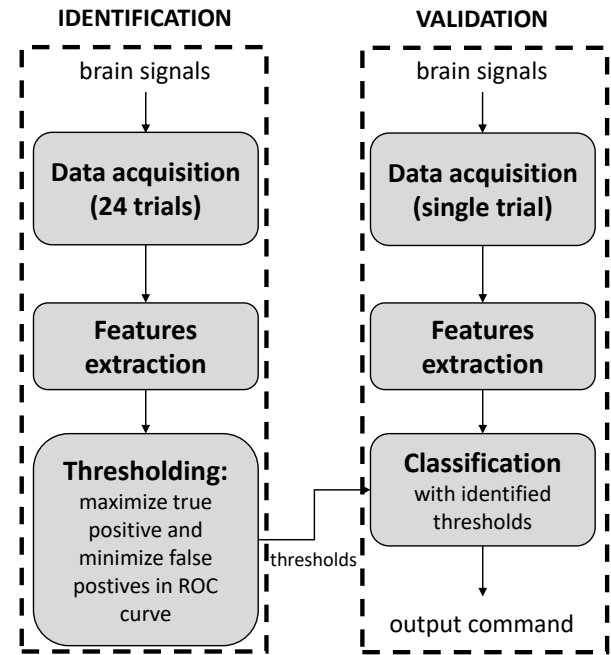 IDENTIFICATION
brain signals
Data acquisition
(24 trials)
Features
extraction
Thresholding:
maximize true
positive and
minimize false
postives in ROC
curve
thresholds
VALIDATION
brain signals
Data acquisition
(single trial)
Features
extraction
Classification
with identified
thresholds
output command